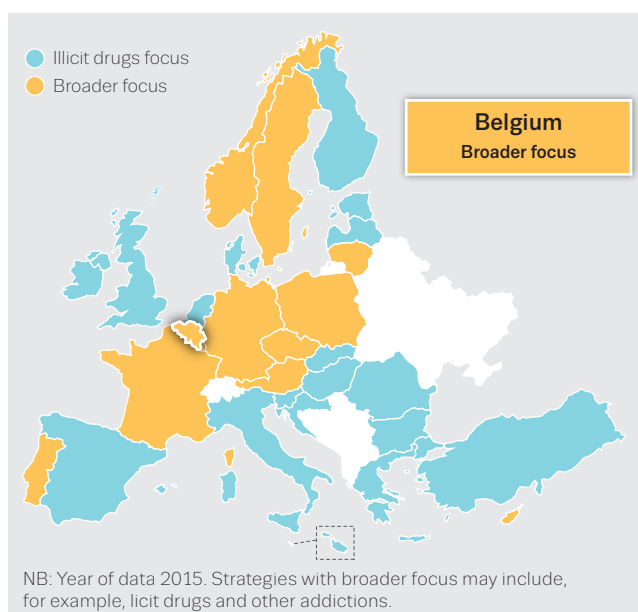 Illicit drugs focus
Broader focus
Belgium
Broader focus
NB: Year of data 2015. Strategies with broader focus may include,
for example, licit drugs and other addictions.